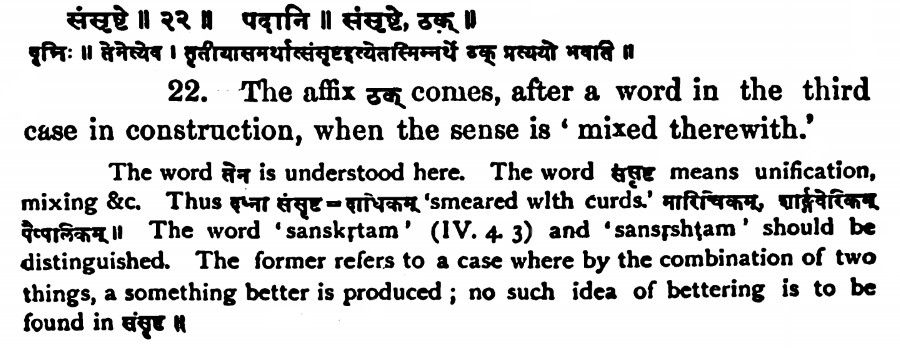 संसृष्टे ॥ २२ ॥ पदानि ॥ संसृष्टे, ठक् ॥
वृत्तिः ॥ तेनेत्येव । तृतीयासमर्थात्संसृष्टइत्येतस्मिन्नर्थे ठक् प्रत्ययो भवति ॥
22. The affix ठक् comes, after a word in the third
case in construction, when the sense is ‘ mixed therewith.’
The word तेन is understood here. The word संसृष्ट means unification,
mixing &c. Thus दध्ना संसृष्ट = दाधिकम् ‘smeared with curds.’ मारिचिकम्, शार्ङ्गवेरिकम्
पैप्पलिकम् ॥ The word ‘sanskṛtam’ (IV. 4. 3) and ‘sansṛshṭam’ should be
distinguished. The former refers to a case where by the combination of two
things, a something better is produced ; no such idea of bettering is to be
found in संसृष्ट ॥